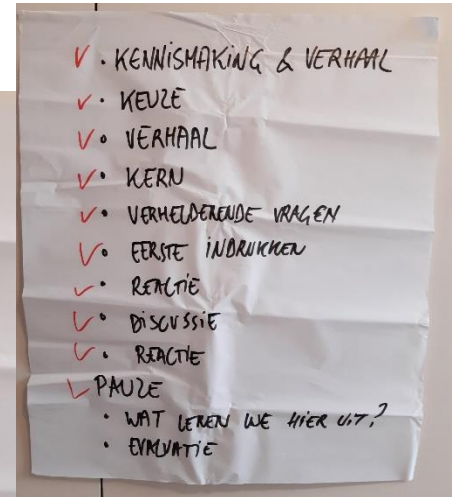 ✓ • KENNISMAKING & VERHAAL
✓ • KEUZE
✓ • VERHAAL
✓ • KERN
✓ • VERHELDERENDE VRAGEN
✓ • EERSTE INDRUKKEN
✓ • REACTIE
✓ • DISCUSSIE
✓ • REACTIE
✓ PAUZE
• WAT LEREN WE HIER UIT?
• EVALUATIE